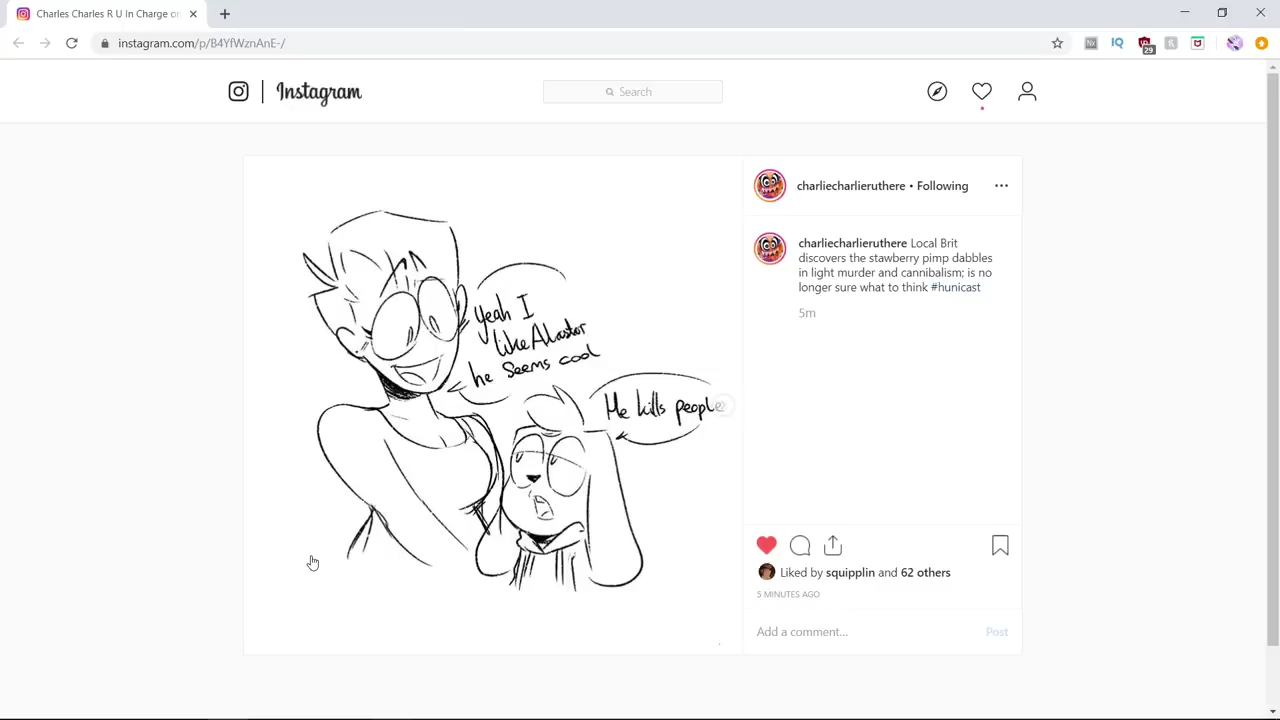 Charles Charles R U In Charge or
instagram.com/p/B4YfWznAnE-/
29
Instagram
Search
charliecharlieruthere • Following
charliecharlieruthere Local Brit
discovers the stawberry pimp dabbles
in light murder and cannibalism; is no
longer sure what to think #hunicast
5m
Yeah I
like Alastor
he seems cool
He kills people
Liked by squipplin and 62 others
5 MINUTES AGO
Add a comment...
Post